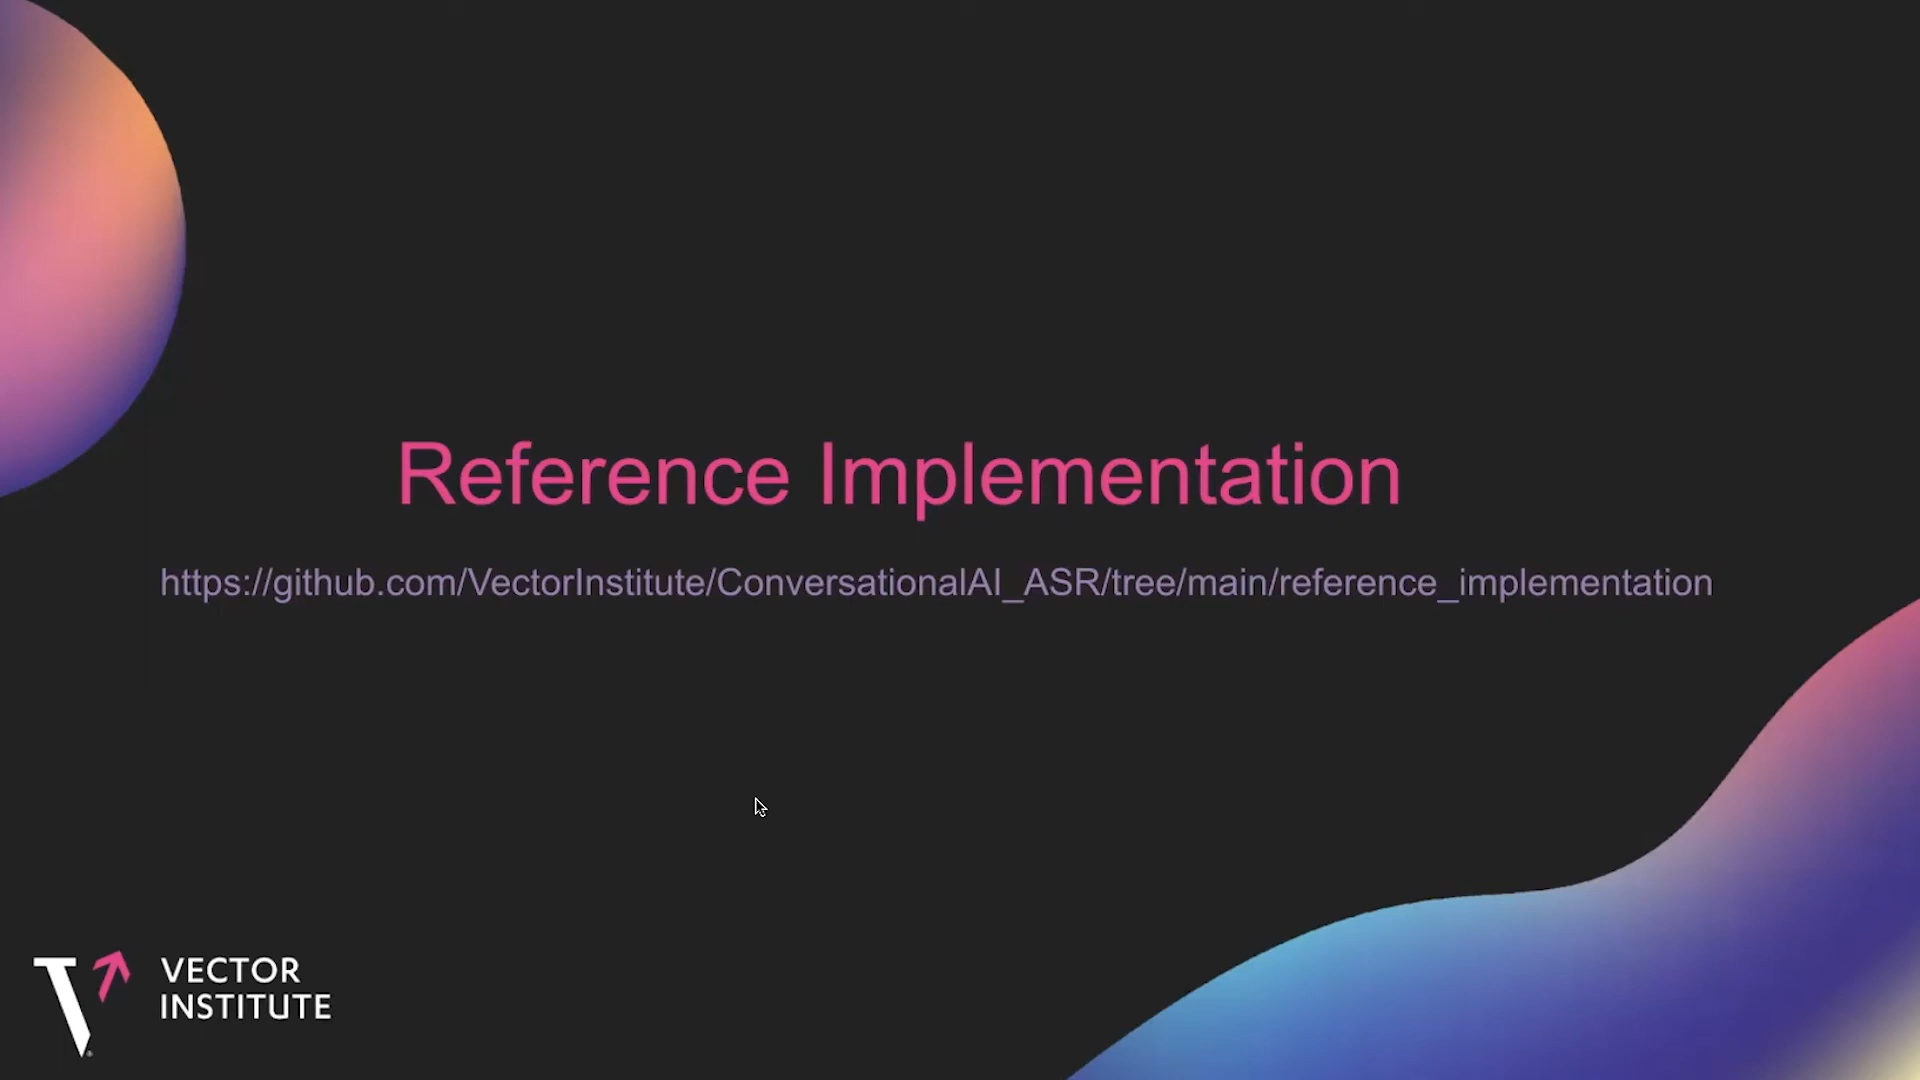 Reference Implementation
https://github.com/VectorInstitute/ConversationalAI_ASR/tree/main/reference_implementation
VECTOR
INSTITUTE